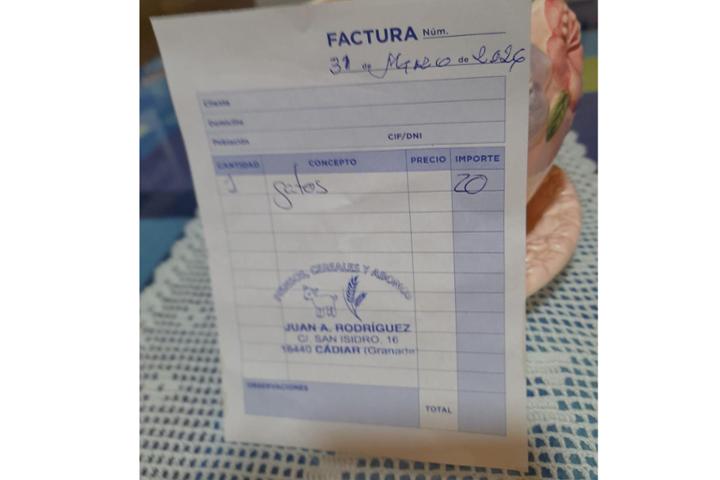 FACTURA Núm.
31 de Marzo de 2026
Cliente
Domicilio
Población CIF/DNI
CANTIDAD CONCEPTO PRECIO IMPORTE
1 gatos 20
PIENSOS, CEREALES Y ABONOS
JUAN A. RODRÍGUEZ
C/. SAN ISIDRO, 16
18440 CÁDIAR (Granada)
OBSERVACIONES
TOTAL